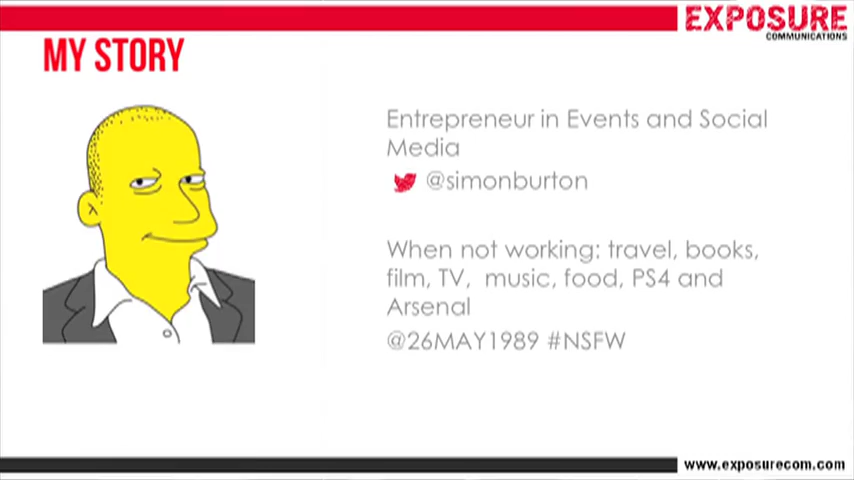 EXPOSURE
COMMUNICATIONS
MY STORY
Entrepreneur in Events and Social
Media
@simonburton
When not working: travel, books,
film, TV, music, food, PS4 and
Arsenal
@26MAY1989 #NSFW
www.exposurecom.com